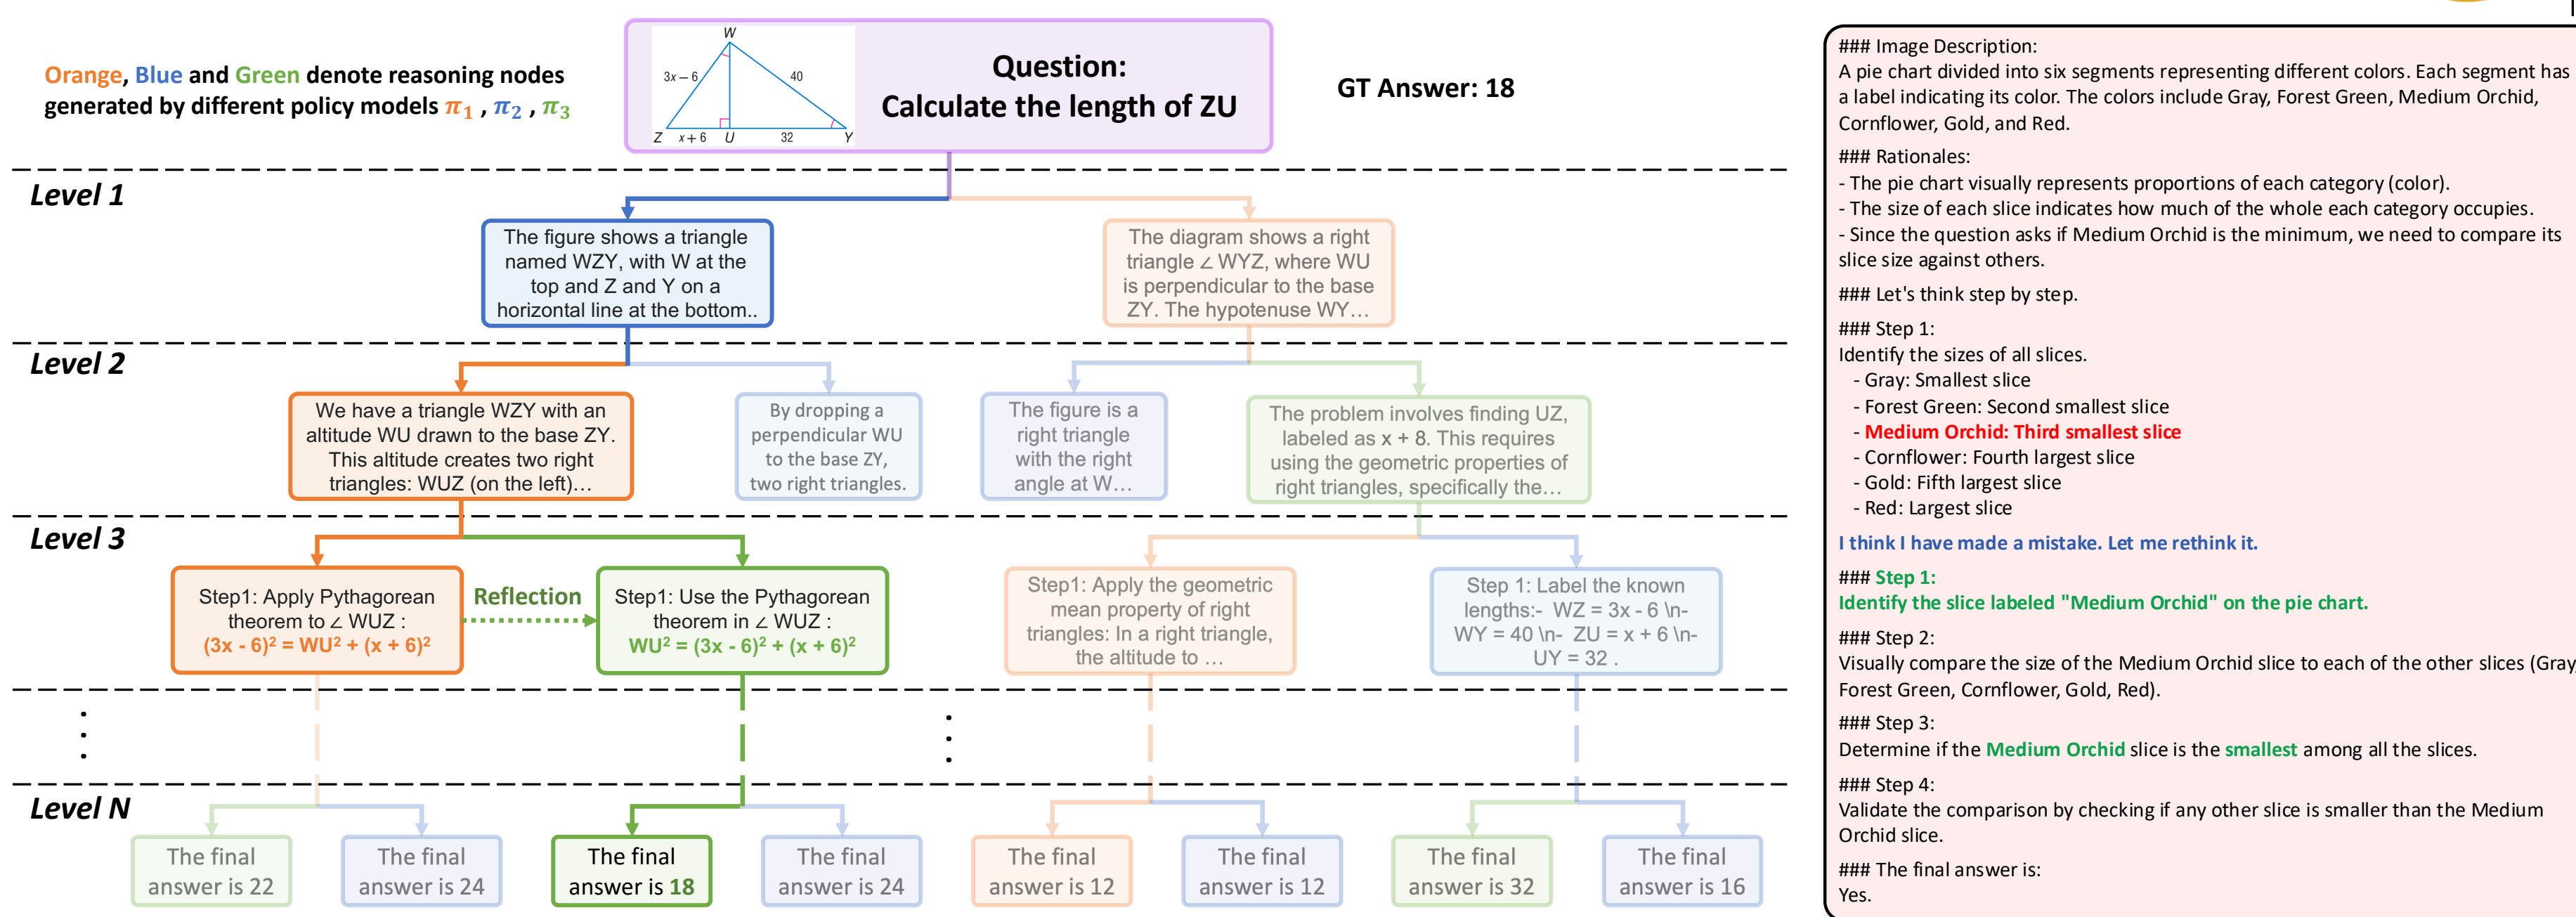 Orange, Blue and Green denote reasoning nodes
generated by different policy models π₁ , π₂ , π₃
W
3x – 6
40
Z
x + 6
U
32
Y
Question:
Calculate the length of ZU
GT Answer: 18
Level 1
The figure shows a triangle
named WZY, with W at the
top and Z and Y on a
horizontal line at the bottom..
The diagram shows a right
triangle ∠ WYZ, where WU
is perpendicular to the base
ZY. The hypotenuse WY...
Level 2
We have a triangle WZY with an
altitude WU drawn to the base ZY.
This altitude creates two right
triangles: WUZ (on the left)...
By dropping a
perpendicular WU
to the base ZY,
two right triangles.
The figure is a
right triangle
with the right
angle at W...
The problem involves finding UZ,
labeled as x + 8. This requires
using the geometric properties of
right triangles, specifically the...
Level 3
Step1: Apply Pythagorean
theorem to ∠ WUZ :
(3x - 6)² = WU² + (x + 6)²
Reflection
Step1: Use the Pythagorean
theorem in ∠ WUZ :
WU² = (3x - 6)² + (x + 6)²
Step1: Apply the geometric
mean property of right
triangles: In a right triangle,
the altitude to ...
Step 1: Label the known
lengths:- WZ = 3x - 6 \n-
WY = 40 \n- ZU = x + 6 \n-
UY = 32 .
Level N
The final
answer is 22
The final
answer is 24
The final
answer is 18
The final
answer is 24
The final
answer is 12
The final
answer is 12
The final
answer is 32
The final
answer is 16
### Image Description:
A pie chart divided into six segments representing different colors. Each segment has
a label indicating its color. The colors include Gray, Forest Green, Medium Orchid,
Cornflower, Gold, and Red.
### Rationales:
- The pie chart visually represents proportions of each category (color).
- The size of each slice indicates how much of the whole each category occupies.
- Since the question asks if Medium Orchid is the minimum, we need to compare its
slice size against others.
### Let's think step by step.
### Step 1:
Identify the sizes of all slices.
- Gray: Smallest slice
- Forest Green: Second smallest slice
- Medium Orchid: Third smallest slice
- Cornflower: Fourth largest slice
- Gold: Fifth largest slice
- Red: Largest slice
I think I have made a mistake. Let me rethink it.
### Step 1:
Identify the slice labeled "Medium Orchid" on the pie chart.
### Step 2:
Visually compare the size of the Medium Orchid slice to each of the other slices (Gray,
Forest Green, Cornflower, Gold, Red).
### Step 3:
Determine if the Medium Orchid slice is the smallest among all the slices.
### Step 4:
Validate the comparison by checking if any other slice is smaller than the Medium
Orchid slice.
### The final answer is:
Yes.